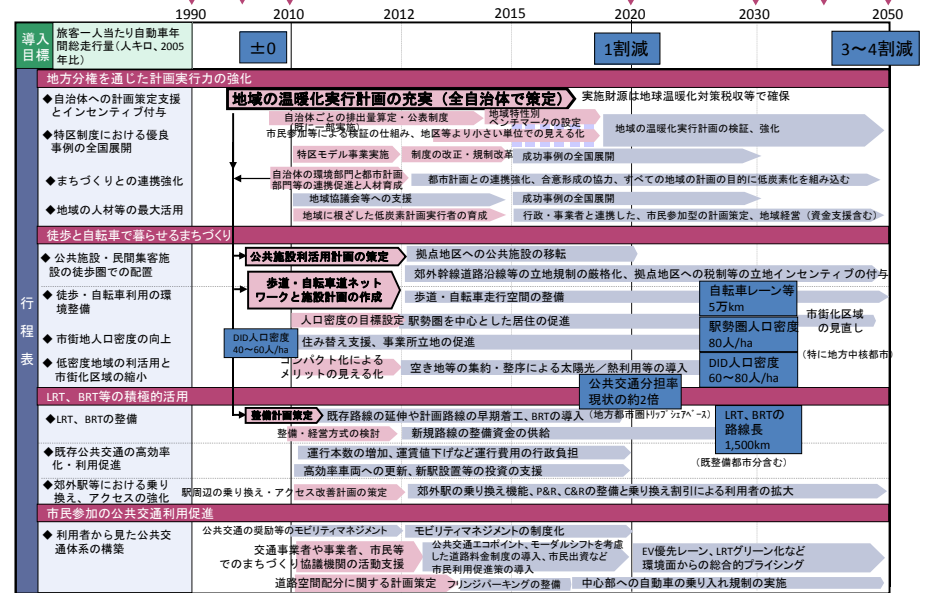 1990 2010 2012 2015 2020 2030 2050
導入
目標
旅客一人当たり自動車年
間総走行量(人キロ、2005
年比)
±0
1割減
3~4割減
行
程
表
地方分権を通じた計画実行力の強化
◆自治体への計画策定支援
とインセンティブ付与
◆特区制度における優良
事例の全国展開
◆まちづくりとの連携強化
◆地域の人材等の最大活用
地域の温暖化実行計画の充実(全自治体で策定)
実施財源は地球温暖化対策税収等で確保
自治体ごとの排出量算定・公表制度
(既に一部実施)
地域特性別
ベンチマークの設定
市民参加等による検証の仕組み、地区等より小さい単位での見える化
地域の温暖化実行計画の検証、強化
特区モデル事業実施
制度の改正・規制改革
成功事例の全国展開
自治体の環境部門と都市計画
部門等の連携促進と人材育成
都市計画との連携強化、合意形成の協力、すべての地域の計画の目的に低炭素化を組み込む
地域協議会等への支援
成功事例の全国展開
地域に根ざした低炭素計画実行者の育成
行政・事業者と連携した、市民参加型の計画策定、地域経営(資金支援含む)
徒歩と自転車で暮らせるまちづくり
◆ 公共施設・民間集客施
設の徒歩圏での配置
◆ 徒歩・自転車利用の環
境整備
◆ 市街地人口密度の向上
◆ 低密度地域の利活用と
市街化区域の縮小
公共施設利活用計画の策定
拠点地区への公共施設の移転
郊外幹線道路沿線等の立地規制の厳格化、拠点地区への税制等の立地インセンティブの付与
歩道・自転車道ネット
ワークと施設計画の作成
歩道・自転車走行空間の整備
自転車レーン等
5万km
人口密度の目標設定
駅勢圏を中心とした居住の促進
市街化区域
の見直し
(特に地方中核都市)
駅勢圏人口密度
80人/ha
DID人口密度
40~60人/ha
住み替え支援、事業所立地の促進
コンパクト化による
メリットの見える化
空き地等の集約・整序による太陽光/熱利用等の導入
DID人口密度
60~80人/ha
LRT、BRT等の積極的活用
公共交通分担率
現状の約2倍
◆LRT、BRTの整備
◆既存公共交通の高効率
化・利用促進
◆郊外駅等における乗り
換え、アクセスの強化
整備計画策定
既存路線の延伸や計画路線の早期着工、BRTの導入
(地方都市圏トリップシェアベース)
整備・経営方式の検討
新規路線の整備資金の供給
LRT、BRTの
路線長
1,500km
(既整備都市分含む)
運行本数の増加、運賃値下げなど運行費用の行政負担
高効率車両への更新、新駅設置等の投資の支援
駅周辺の乗り換え・アクセス改善計画の策定
郊外駅の乗り換え機能、P&R、C&Rの整備と乗り換え割引による利用者の拡大
市民参加の公共交通利用促進
◆ 利用者から見た公共交
通体系の構築
公共交通の奨励等のモビリティマネジメント
モビリティマネジメントの制度化
交通事業者や事業者、市民等
でのまちづくり協議機関の活動支援
公共交通エコポイント、モーダルシフトを考慮
した道路料金制度の導入、市民出資など
市民利用促進策の導入
EV優先レーン、LRTグリーン化など
環境面からの総合的プライシング
道路空間配分に関する計画策定
フリンジパーキングの整備
中心部への自動車の乗り入れ規制の実施